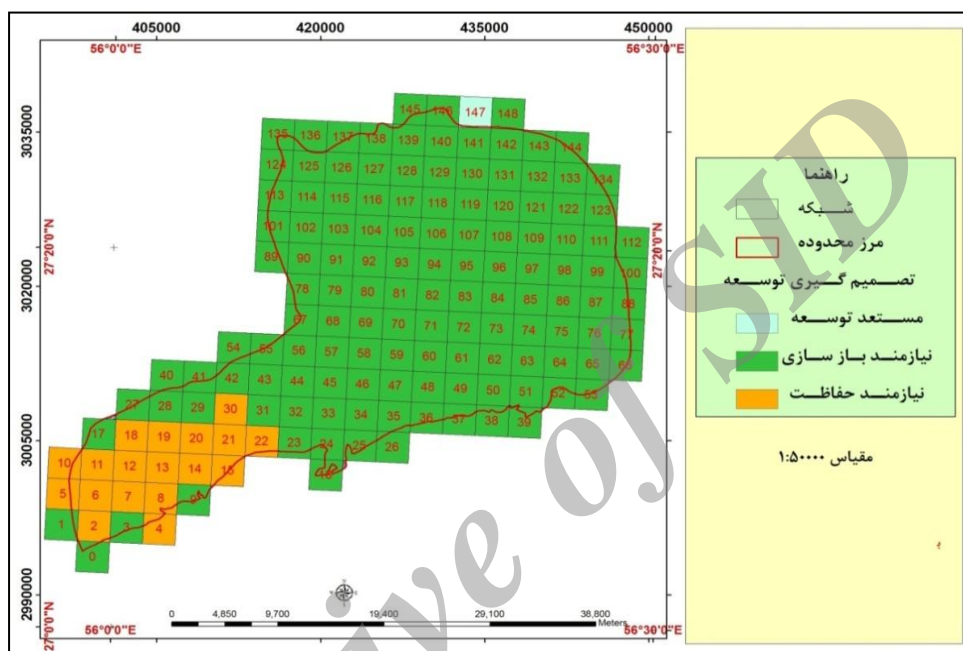 405000 420000 435000 450000
56°0'0"E 56°30'0"E
3035000
27°20'0"N
3020000
3005000
2990000
27°0'0"N
27°20'0"N
145 146 147 148
135 136 137 138 139 140 141 142 143 144
124 125 126 127 128 129 130 131 132 133 134
113 114 115 116 117 118 119 120 121 122 123
101 102 103 104 105 106 107 108 109 110 111 112
89 90 91 92 93 94 95 96 97 98 99 100
78 79 80 81 82 83 84 85 86 87 88
67 68 69 70 71 72 73 74 75 76 77
54 55 56 57 58 59 60 61 62 63 64 65 66
40 41 42 43 44 45 46 47 48 49 50 51 52 53
27 28 29 30 31 32 33 34 35 36 37 38 39
17 18 19 20 21 22 23 24 25 26
10 11 12 13 14 15 16
5 6 7 8 9
1 2 3 4
0
0 4,850 9,700 19,400 29,100 38,800
Meters
56°0'0"E 56°30'0"E
راهنما
شبکه
مرز محدوده
تصمیم گیری توسعه
مستعد توسعه
نیازمند باز سازی
نیازمند حفاظت
مقیاس ۱:۵۰۰۰۰
Archive of SID